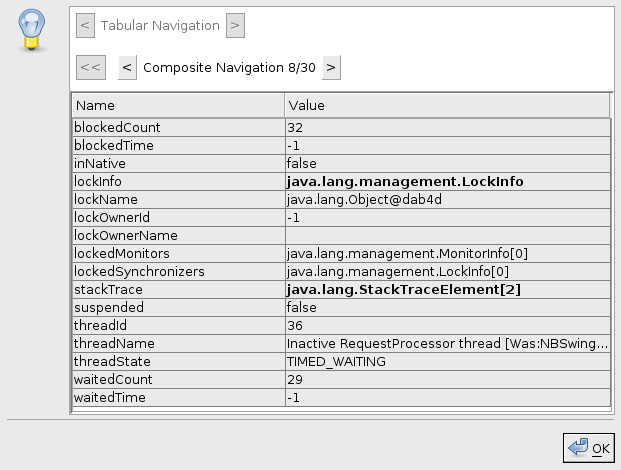 < Tabular Navigation >
<< < Composite Navigation 8/30 >
Name Value
blockedCount 32
blockedTime -1
inNative false
lockInfo java.lang.management.LockInfo
lockName java.lang.Object@dab4d
lockOwnerId -1
lockOwnerName
lockedMonitors java.lang.management.MonitorInfo[0]
lockedSynchronizers java.lang.management.LockInfo[0]
stackTrace java.lang.StackTraceElement[2]
suspended false
threadId 36
threadName Inactive RequestProcessor thread [Was:NBSwing...
threadState TIMED_WAITING
waitedCount 29
waitedTime -1
OK